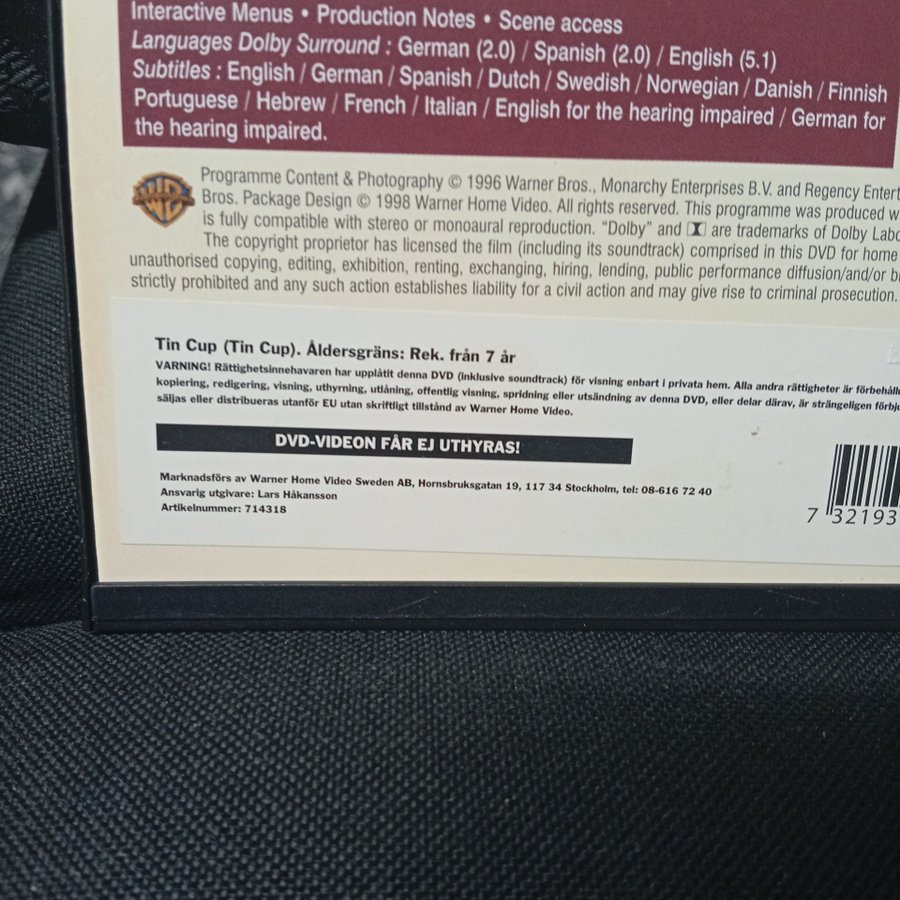 Interactive Menus • Production Notes • Scene access
Languages Dolby Surround : German (2.0) / Spanish (2.0) / English (5.1)
Subtitles : English / German / Spanish / Dutch / Swedish / Norwegian / Danish / Finnish
Portuguese / Hebrew / French / Italian / English for the hearing impaired / German for
the hearing impaired.
WB
Programme Content & Photography © 1996 Warner Bros., Monarchy Enterprises B.V. and Regency
Bros. Package Design © 1998 Warner Home Video. All rights reserved. This programme was produced
is fully compatible with stereo or monoaural reproduction. "Dolby" and are trademarks of Dolby
The copyright proprietor has licensed the film (including its soundtrack) comprised in this DVD for home
unauthorised copying, editing, exhibition, renting, exchanging, hiring, lending, public performance diffusion/and/or
strictly prohibited and any such action establishes liability for a civil action and may give rise to criminal prosecution.
Tin Cup (Tin Cup). Åldersgräns: Rek. från 7 år
VARNING! Rättighetsinnehavaren har upplåtit denna DVD (inklusive soundtrack) för visning enbart i privata hem. Alla andra rättigheter är
kopiering, redigering, visning, uthyrning, utlåning, offentlig visning, spridning eller utsändning av denna DVD, eller delar därav, är strängeligen
säljas eller distribueras utanför EU utan skriftligt tillstånd av Warner Home Video.
DVD-VIDEON FÅR EJ UTHYRAS!
Marknadsförs av Warner Home Video Sweden AB, Hornsbruksgatan 19, 117 34 Stockholm, tel: 08-616 72 40
Ansvarig utgivare: Lars Håkansson
Artikelnummer: 714318
7 32193